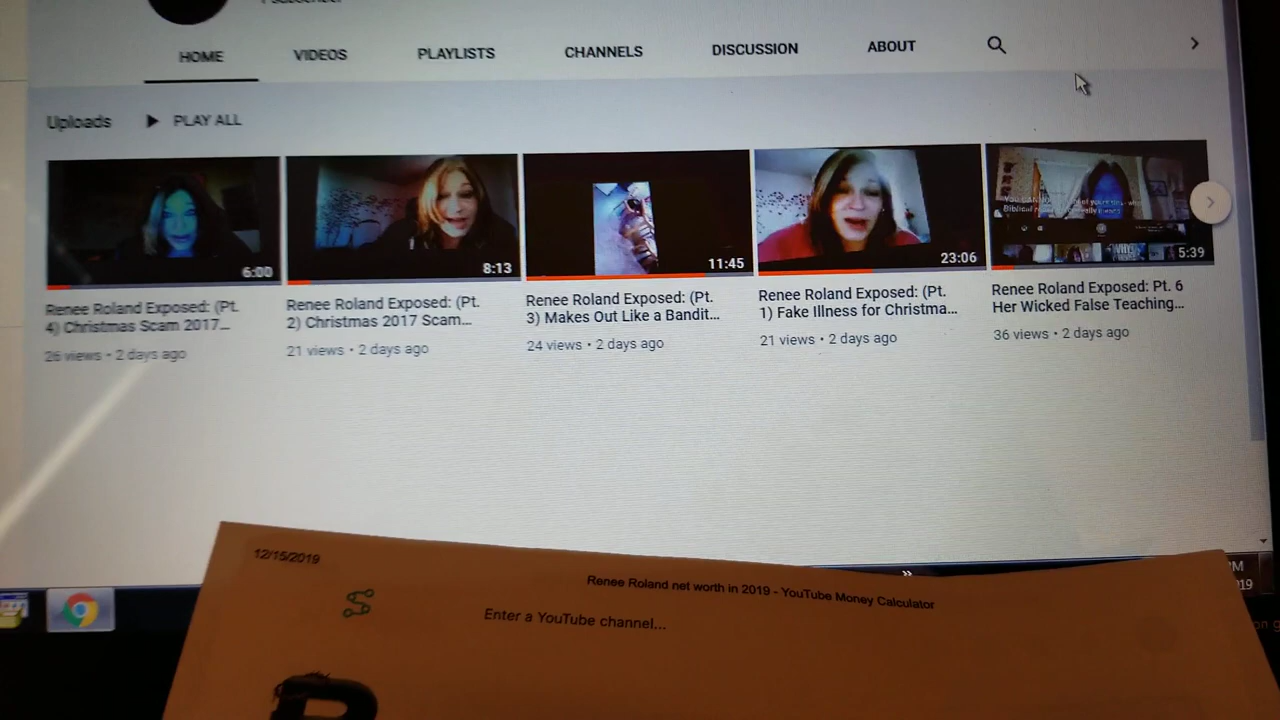 HOME VIDEOS PLAYLISTS CHANNELS DISCUSSION ABOUT
Uploads PLAY ALL
6:00
8:13
11:45
23:06
5:39
Renee Roland Exposed: (Pt.
4) Christmas Scam 2017...
26 views • 2 days ago
Renee Roland Exposed: (Pt.
2) Christmas 2017 Scam...
21 views • 2 days ago
Renee Roland Exposed: (Pt.
3) Makes Out Like a Bandit...
24 views • 2 days ago
Renee Roland Exposed: (Pt.
1) Fake Illness for Christma...
21 views • 2 days ago
Renee Roland Exposed: Pt. 6
Her Wicked False Teaching...
36 views • 2 days ago
12/15/2019
Renee Roland net worth in 2019 - YouTube Money Calculator
Enter a YouTube channel...